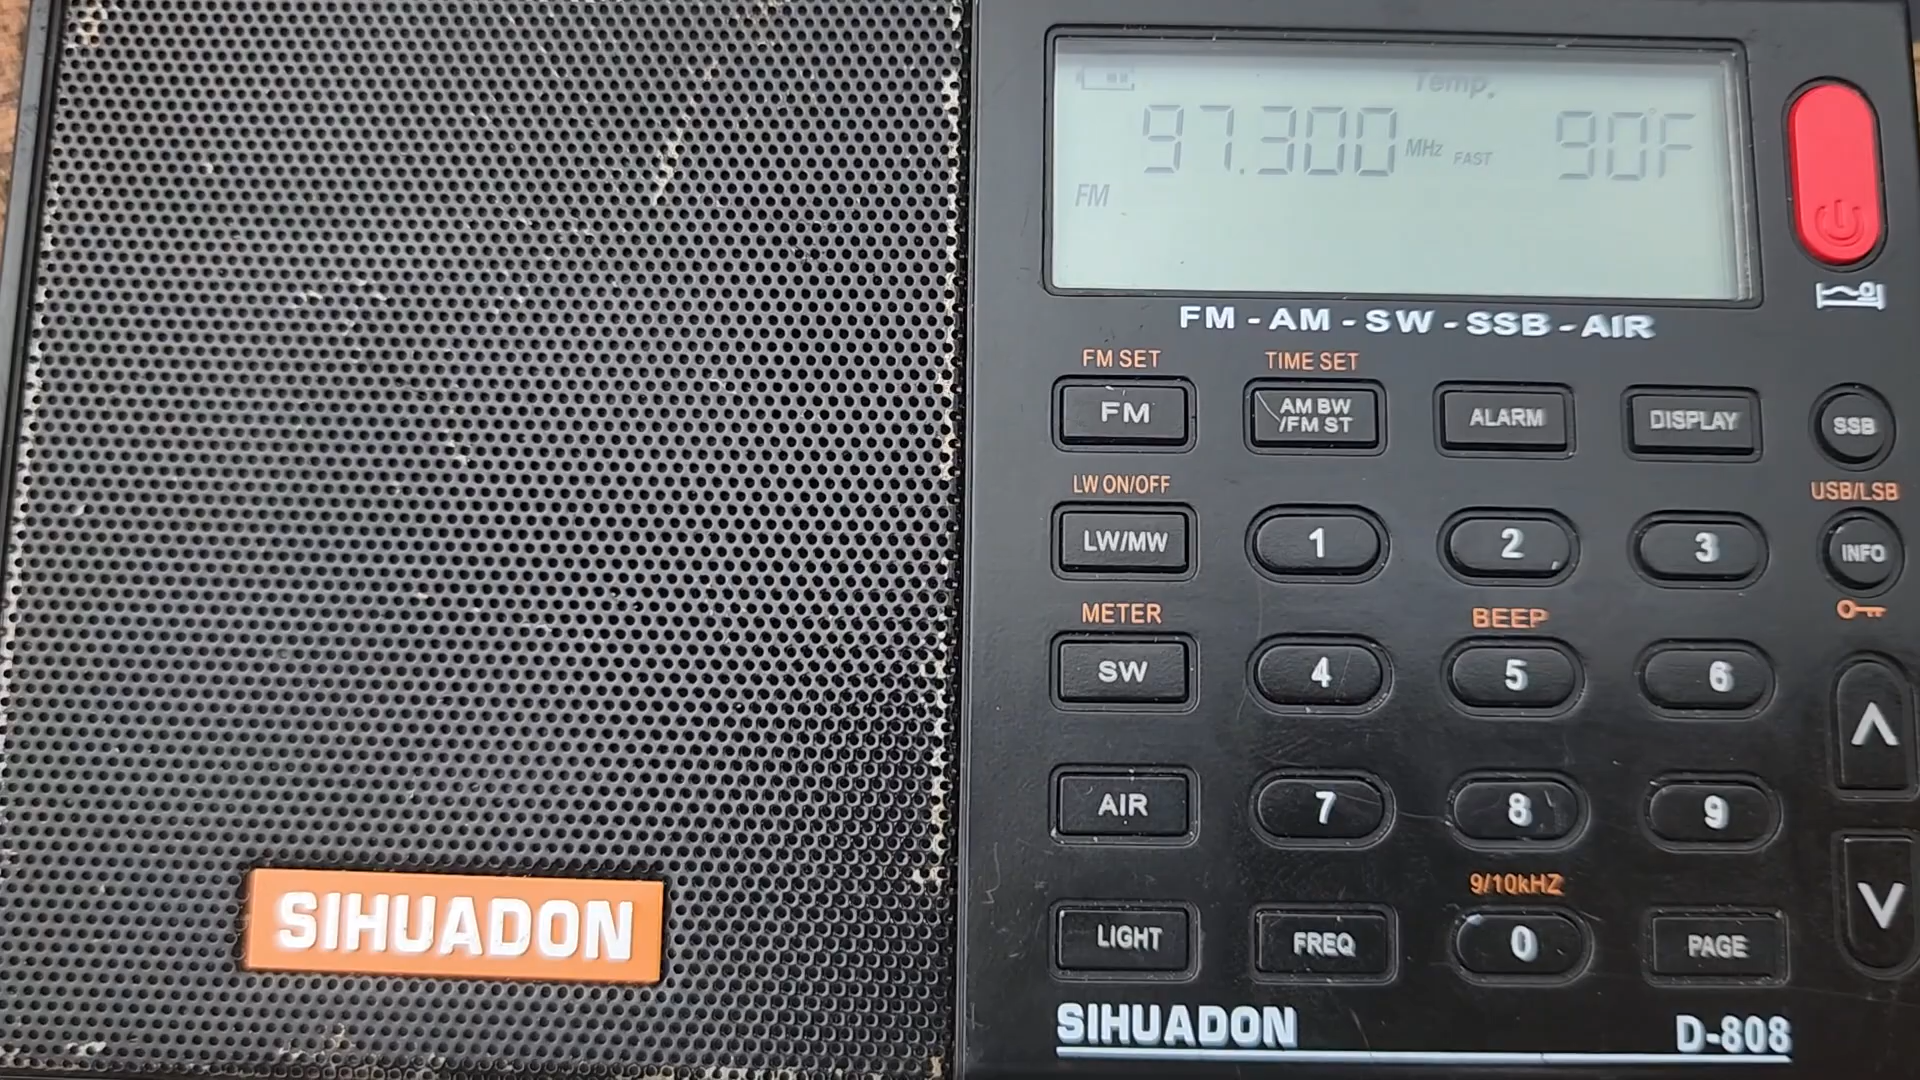 Temp.
97.300 MHz FAST 90°F
FM
FM - AM - SW - SSB - AIR
FM SET TIME SET
FM AM BW /FM ST ALARM DISPLAY SSB
LW ON/OFF USB/LSB
LW/MW 1 2 3 INFO
METER BEEP
SW 4 5 6
AIR 7 8 9
9/10kHZ
LIGHT FREQ 0 PAGE
SIHUADON
SIHUADON D-808